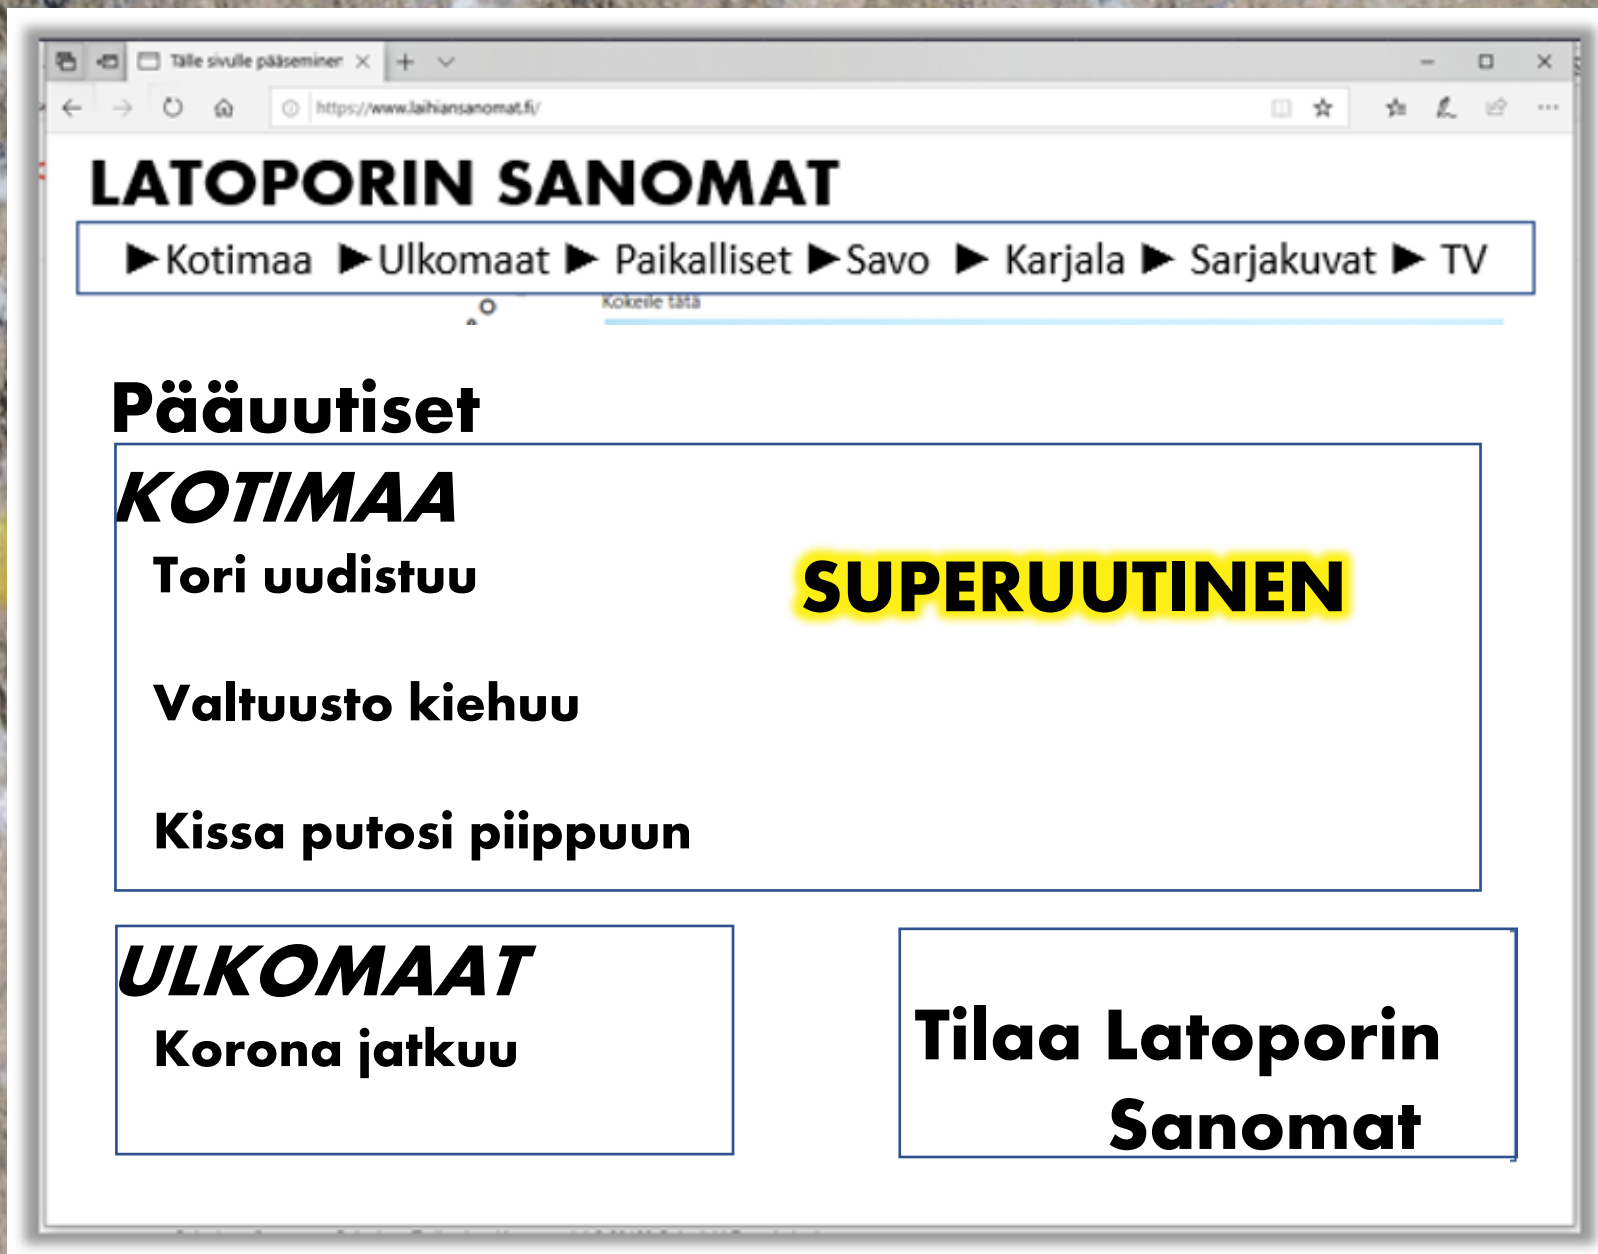 Tälle sivulle pääseminen
https://www.laihiansanomat.fi/
LATOPORIN SANOMAT
►Kotimaa ►Ulkomaat ► Paikalliset ►Savo ► Karjala ► Sarjakuvat ► TV
Kokeile tätä
Pääuutiset
KOTIMAA
Tori uudistuu
SUPERUUTINEN
Valtuusto kiehuu
Kissa putosi piippuun
ULKOMAAT
Korona jatkuu
Tilaa Latoporin
Sanomat